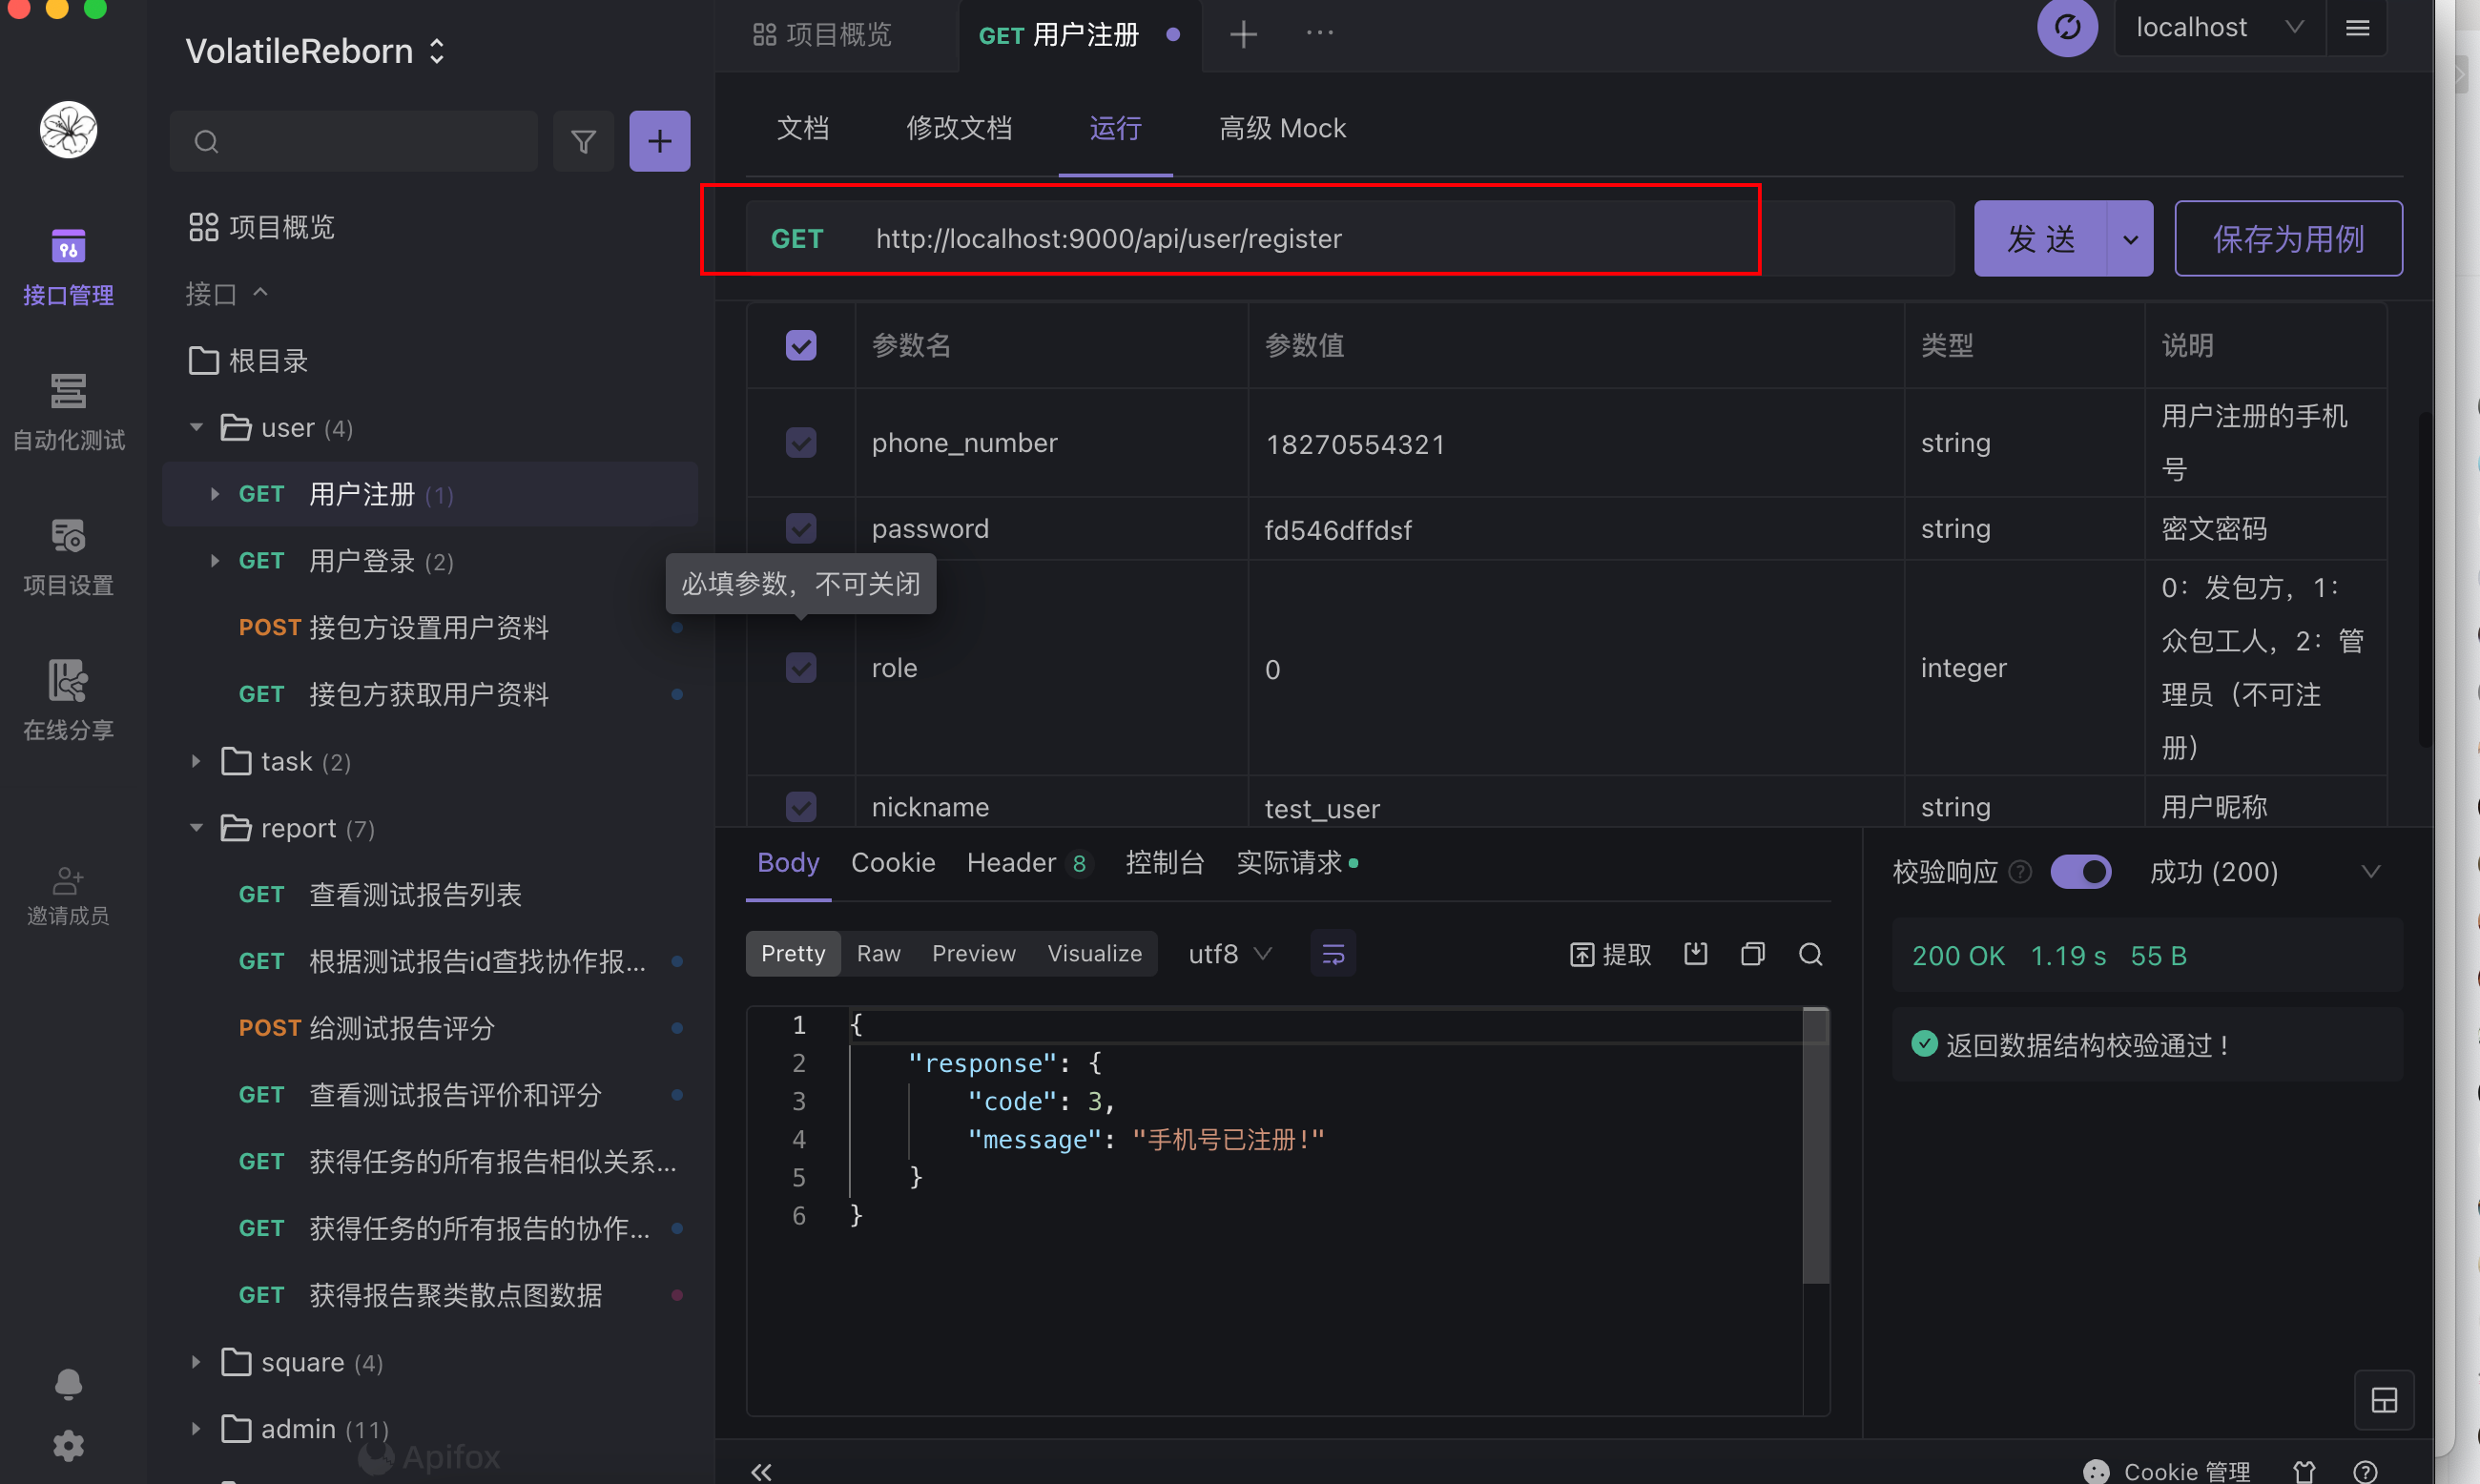 VolatileReborn
接口管理
自动化测试
项目设置
在线分享
邀请成员
项目概览
接口
根目录
user (4)
GET 用户注册 (1)
GET 用户登录 (2)
POST 接包方设置用户资料
GET 接包方获取用户资料
task (2)
report (7)
GET 查看测试报告列表
GET 根据测试报告id查找协作报...
POST 给测试报告评分
GET 查看测试报告评价和评分
GET 获得任务的所有报告相似关系...
GET 获得任务的所有报告的协作...
GET 获得报告聚类散点图数据
square (4)
admin (11)
Apifox
项目概览 GET 用户注册 ···
localhost
文档 修改文档 运行 高级 Mock
GET http://localhost:9000/api/user/register
发 送 保存为用例
参数名 参数值 类型 说明
phone_number 18270554321 string 用户注册的手机
号
password fd546dffdsf string 密文密码
必填参数，不可关闭
role 0 integer 0：发包方，1：
众包工人，2：管
理员（不可注
册）
nickname test_user string 用户昵称
Body Cookie Header 8 控制台 实际请求
校验响应 ? 成功 (200)
Pretty Raw Preview Visualize utf8 提取
200 OK 1.19 s 55 B
返回数据结构校验通过！
1 {
2 "response": {
3 "code": 3,
4 "message": "手机号已注册!"
5 }
6 }
Cookie 管理 ?